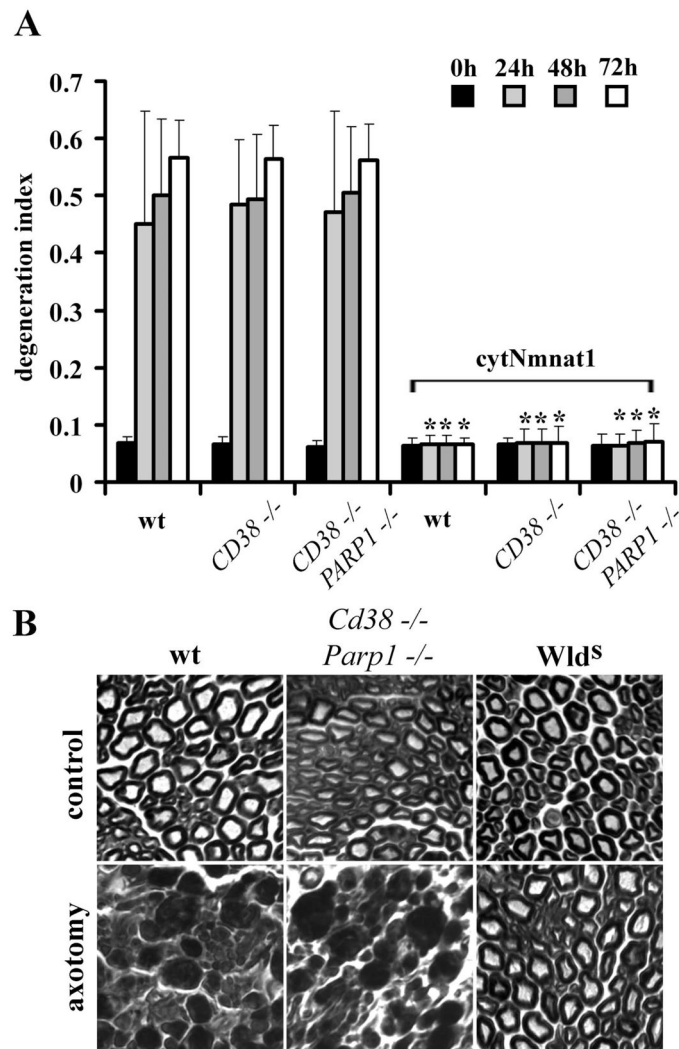 A
0h 24h 48h 72h
0.7
0.6
0.5
0.4
0.3
0.2
0.1
0
degeneration index
cytNmnat1
* * *
* * *
* * *
wt
CD38 -/-
CD38 -/-
PARP1 -/-
wt
CD38 -/-
CD38 -/-
PARP1 -/-
B
wt
Cd38 -/-
Parp1 -/-
Wldˢ
control
axotomy